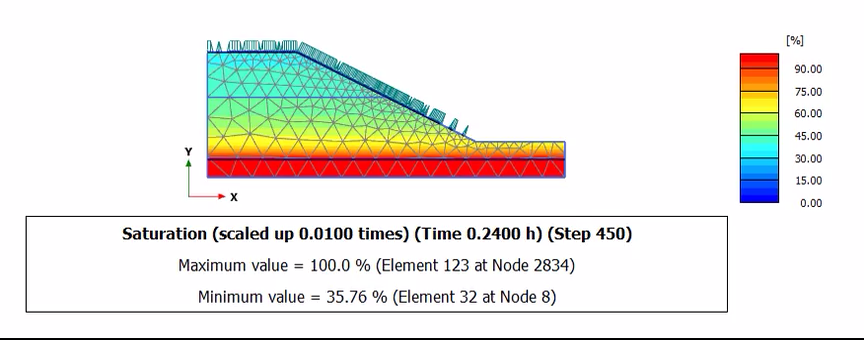 [%]
90.00
75.00
60.00
45.00
30.00
15.00
0.00
Y
X
Saturation (scaled up 0.0100 times) (Time 0.2400 h) (Step 450)
Maximum value = 100.0 % (Element 123 at Node 2834)
Minimum value = 35.76 % (Element 32 at Node 8)